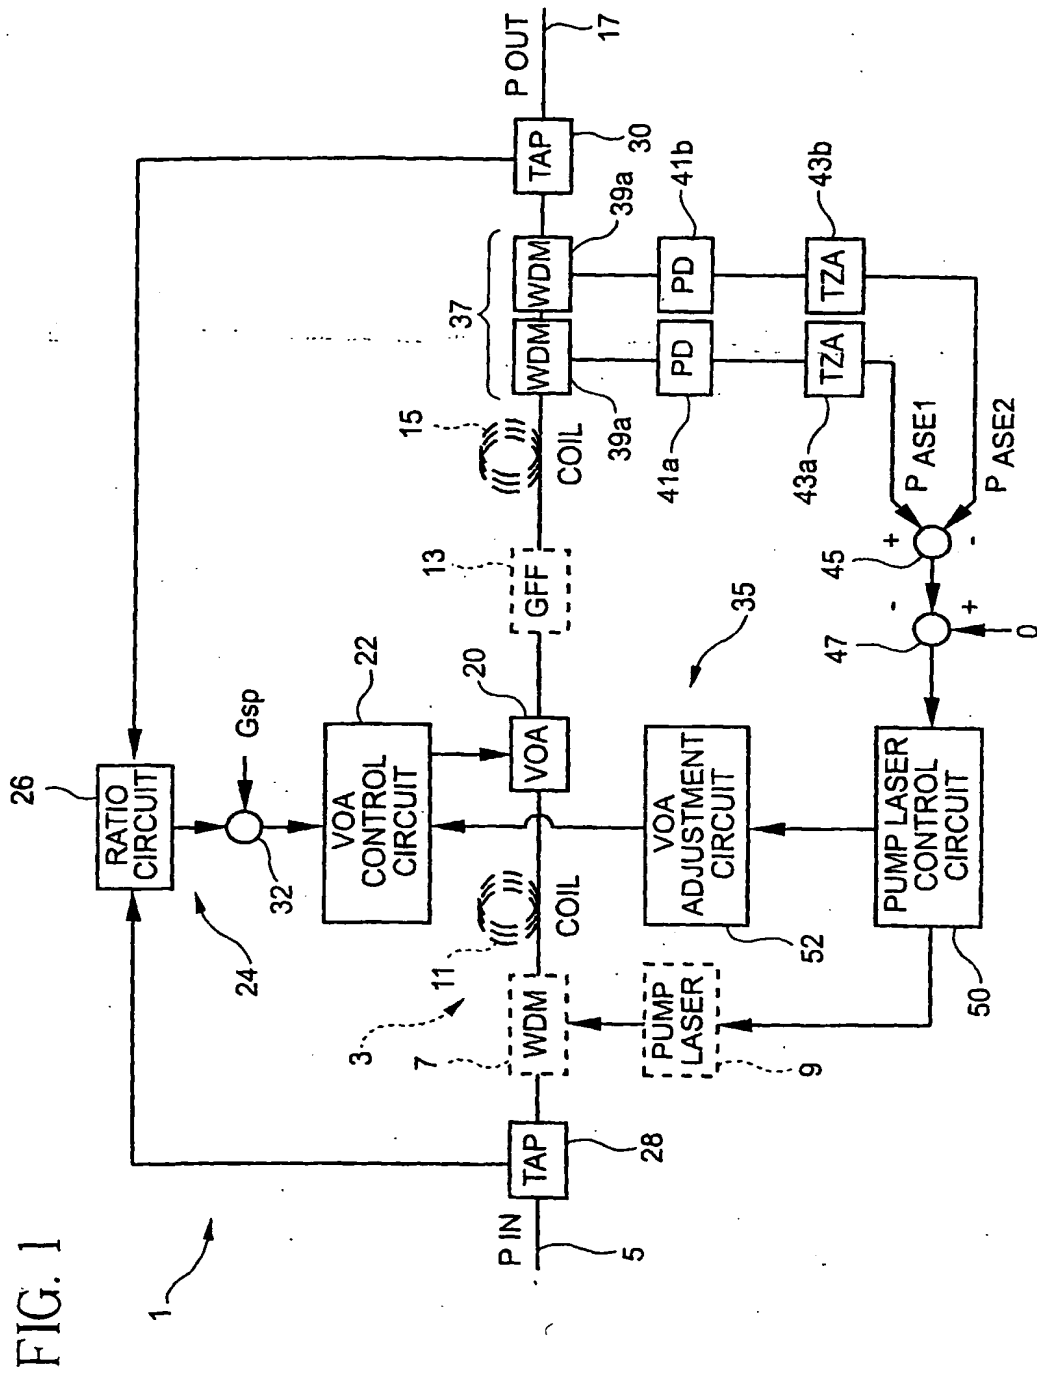 FIG. 1
1
P IN
5
TAP
28
3
7
WDM
PUMP
LASER
9
11
COIL
24
26
RATIO
CIRCUIT
32
Gsp
22
VOA
CONTROL
CIRCUIT
20
VOA
VOA
ADJUSTMENT
CIRCUIT
52
35
PUMP LASER
CONTROL
CIRCUIT
50
13
GFF
15
COIL
37
WDM
WDM
39a
39a
TAP
30
P OUT
17
PD
PD
41a
41b
TZA
TZA
43a
43b
P ASE1
P ASE2
+
-
45
-
+
47
0